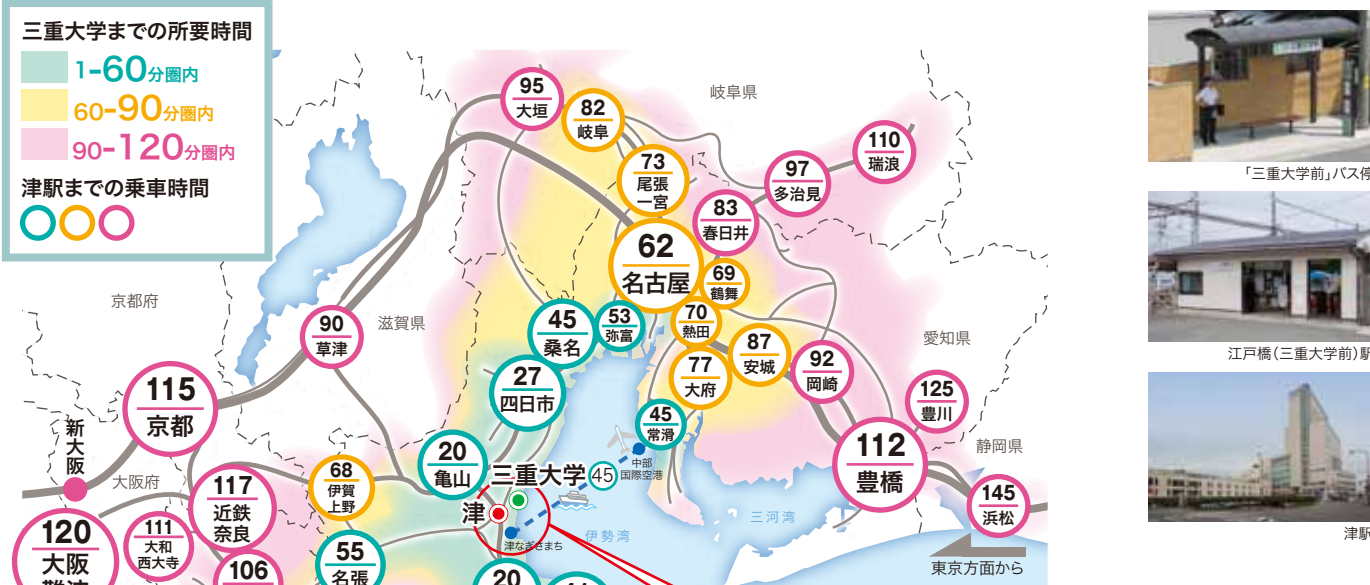 三重大学までの所要時間
1-60分圏内
60-90分圏内
90-120分圏内
津駅までの乗車時間
95
大垣
82
岐阜
岐阜県
73
尾張
一宮
110
瑞浪
97
多治見
83
春日井
62
名古屋
69
鶴舞
京都府
滋賀県
90
草津
45
桑名
53
弥富
70
熱田
87
安城
愛知県
115
京都
27
四日市
77
大府
92
岡崎
125
豊川
新大阪
大阪府
20
亀山
45
常滑
中部
国際空港
112
豊橋
静岡県
117
近鉄
奈良
68
伊賀
上野
三重大学
45
津
145
浜松
120
大阪
難波
111
大和
西大寺
津なぎさまち
伊勢湾
三河湾
106
55
名張
20
東京方面から
「三重大学前」バス停
江戸橋(三重大学前)駅
津駅